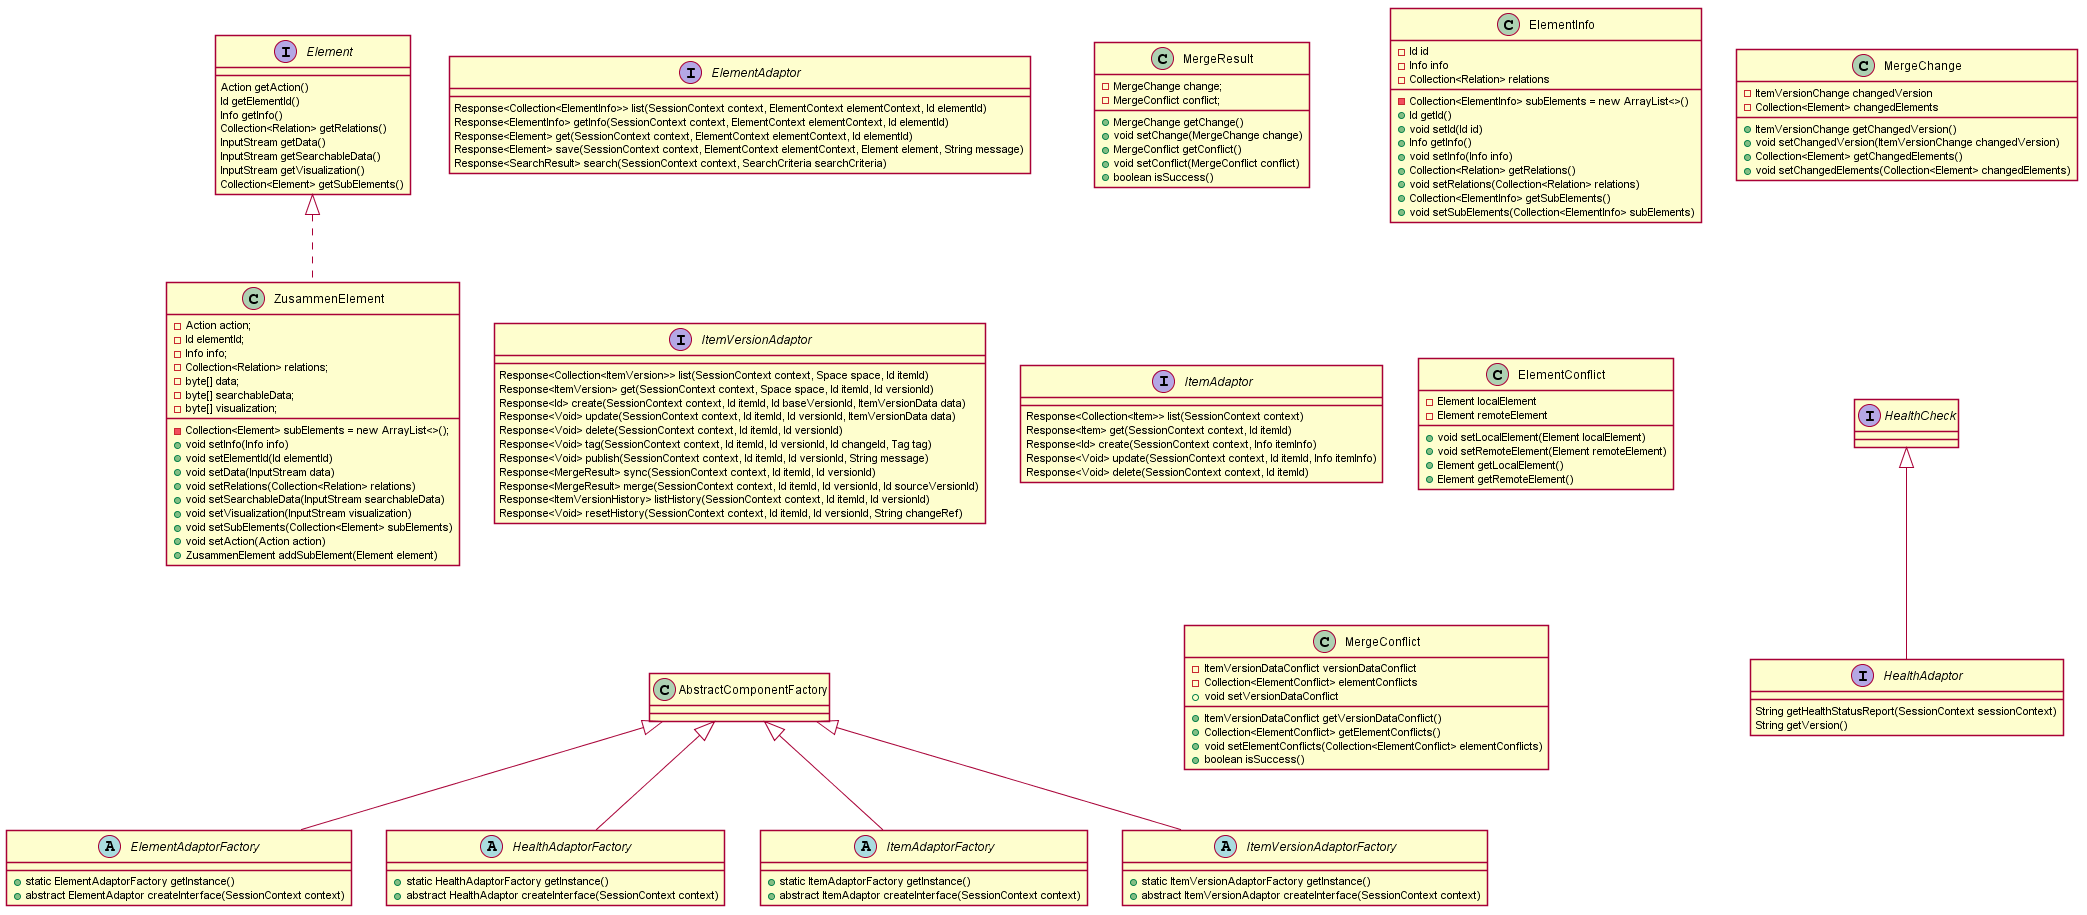 I Element
Action getAction()
Id getElementId()
Info getInfo()
Collection<Relation> getRelations()
InputStream getData()
InputStream getSearchableData()
InputStream getVisualization()
Collection<Element> getSubElements()
I ElementAdaptor
Response<Collection<ElementInfo>> list(SessionContext context, ElementContext elementContext, Id elementId)
Response<ElementInfo> getInfo(SessionContext context, ElementContext elementContext, Id elementId)
Response<Element> get(SessionContext context, ElementContext elementContext, Id elementId)
Response<Element> save(SessionContext context, ElementContext elementContext, Element element, String message)
Response<SearchResult> search(SessionContext context, SearchCriteria searchCriteria)
C MergeResult
MergeChange change;
MergeConflict conflict;
MergeChange getChange()
void setChange(MergeChange change)
MergeConflict getConflict()
void setConflict(MergeConflict conflict)
boolean isSuccess()
C ElementInfo
Id id
Info info
Collection<Relation> relations
Collection<ElementInfo> subElements = new ArrayList<>()
Id getId()
void setId(Id id)
Info getInfo()
void setInfo(Info info)
Collection<Relation> getRelations()
void setRelations(Collection<Relation> relations)
Collection<ElementInfo> getSubElements()
void setSubElements(Collection<ElementInfo> subElements)
C MergeChange
ItemVersionChange changedVersion
Collection<Element> changedElements
ItemVersionChange getChangedVersion()
void setChangedVersion(ItemVersionChange changedVersion)
Collection<Element> getChangedElements()
void setChangedElements(Collection<Element> changedElements)
C ZusammenElement
Action action;
Id elementId;
Info info;
Collection<Relation> relations;
byte[] data;
byte[] searchableData;
byte[] visualization;
Collection<Element> subElements = new ArrayList<>();
void setInfo(Info info)
void setElementId(Id elementId)
void setData(InputStream data)
void setRelations(Collection<Relation> relations)
void setSearchableData(InputStream searchableData)
void setVisualization(InputStream visualization)
void setSubElements(Collection<Element> subElements)
void setAction(Action action)
ZusammenElement addSubElement(Element element)
I ItemVersionAdaptor
Response<Collection<ItemVersion>> list(SessionContext context, Space space, Id itemId)
Response<ItemVersion> get(SessionContext context, Space space, Id itemId, Id versionId)
Response<Id> create(SessionContext context, Id itemId, Id baseVersionId, ItemVersionData data)
Response<Void> update(SessionContext context, Id itemId, Id versionId, ItemVersionData data)
Response<Void> delete(SessionContext context, Id itemId, Id versionId)
Response<Void> tag(SessionContext context, Id itemId, Id versionId, Id changeId, Tag tag)
Response<Void> publish(SessionContext context, Id itemId, Id versionId, String message)
Response<MergeResult> sync(SessionContext context, Id itemId, Id versionId)
Response<MergeResult> merge(SessionContext context, Id itemId, Id versionId, Id sourceVersionId)
Response<ItemVersionHistory> listHistory(SessionContext context, Id itemId, Id versionId)
Response<Void> resetHistory(SessionContext context, Id itemId, Id versionId, String changeRef)
I ItemAdaptor
Response<Collection<Item>> list(SessionContext context)
Response<Item> get(SessionContext context, Id itemId)
Response<Id> create(SessionContext context, Info itemInfo)
Response<Void> update(SessionContext context, Id itemId, Info itemInfo)
Response<Void> delete(SessionContext context, Id itemId)
C ElementConflict
Element localElement
Element remoteElement
void setLocalElement(Element localElement)
void setRemoteElement(Element remoteElement)
Element getLocalElement()
Element getRemoteElement()
I HealthCheck
C AbstractComponentFactory
C MergeConflict
ItemVersionDataConflict versionDataConflict
Collection<ElementConflict> elementConflicts
void setVersionDataConflict
ItemVersionDataConflict getVersionDataConflict()
Collection<ElementConflict> getElementConflicts()
void setElementConflicts(Collection<ElementConflict> elementConflicts)
boolean isSuccess()
I HealthAdaptor
String getHealthStatusReport(SessionContext sessionContext)
String getVersion()
A ElementAdaptorFactory
static ElementAdaptorFactory getInstance()
abstract ElementAdaptor createInterface(SessionContext context)
A HealthAdaptorFactory
static HealthAdaptorFactory getInstance()
abstract HealthAdaptor createInterface(SessionContext context)
A ItemAdaptorFactory
static ItemAdaptorFactory getInstance()
abstract ItemAdaptor createInterface(SessionContext context)
A ItemVersionAdaptorFactory
static ItemVersionAdaptorFactory getInstance()
abstract ItemVersionAdaptor createInterface(SessionContext context)